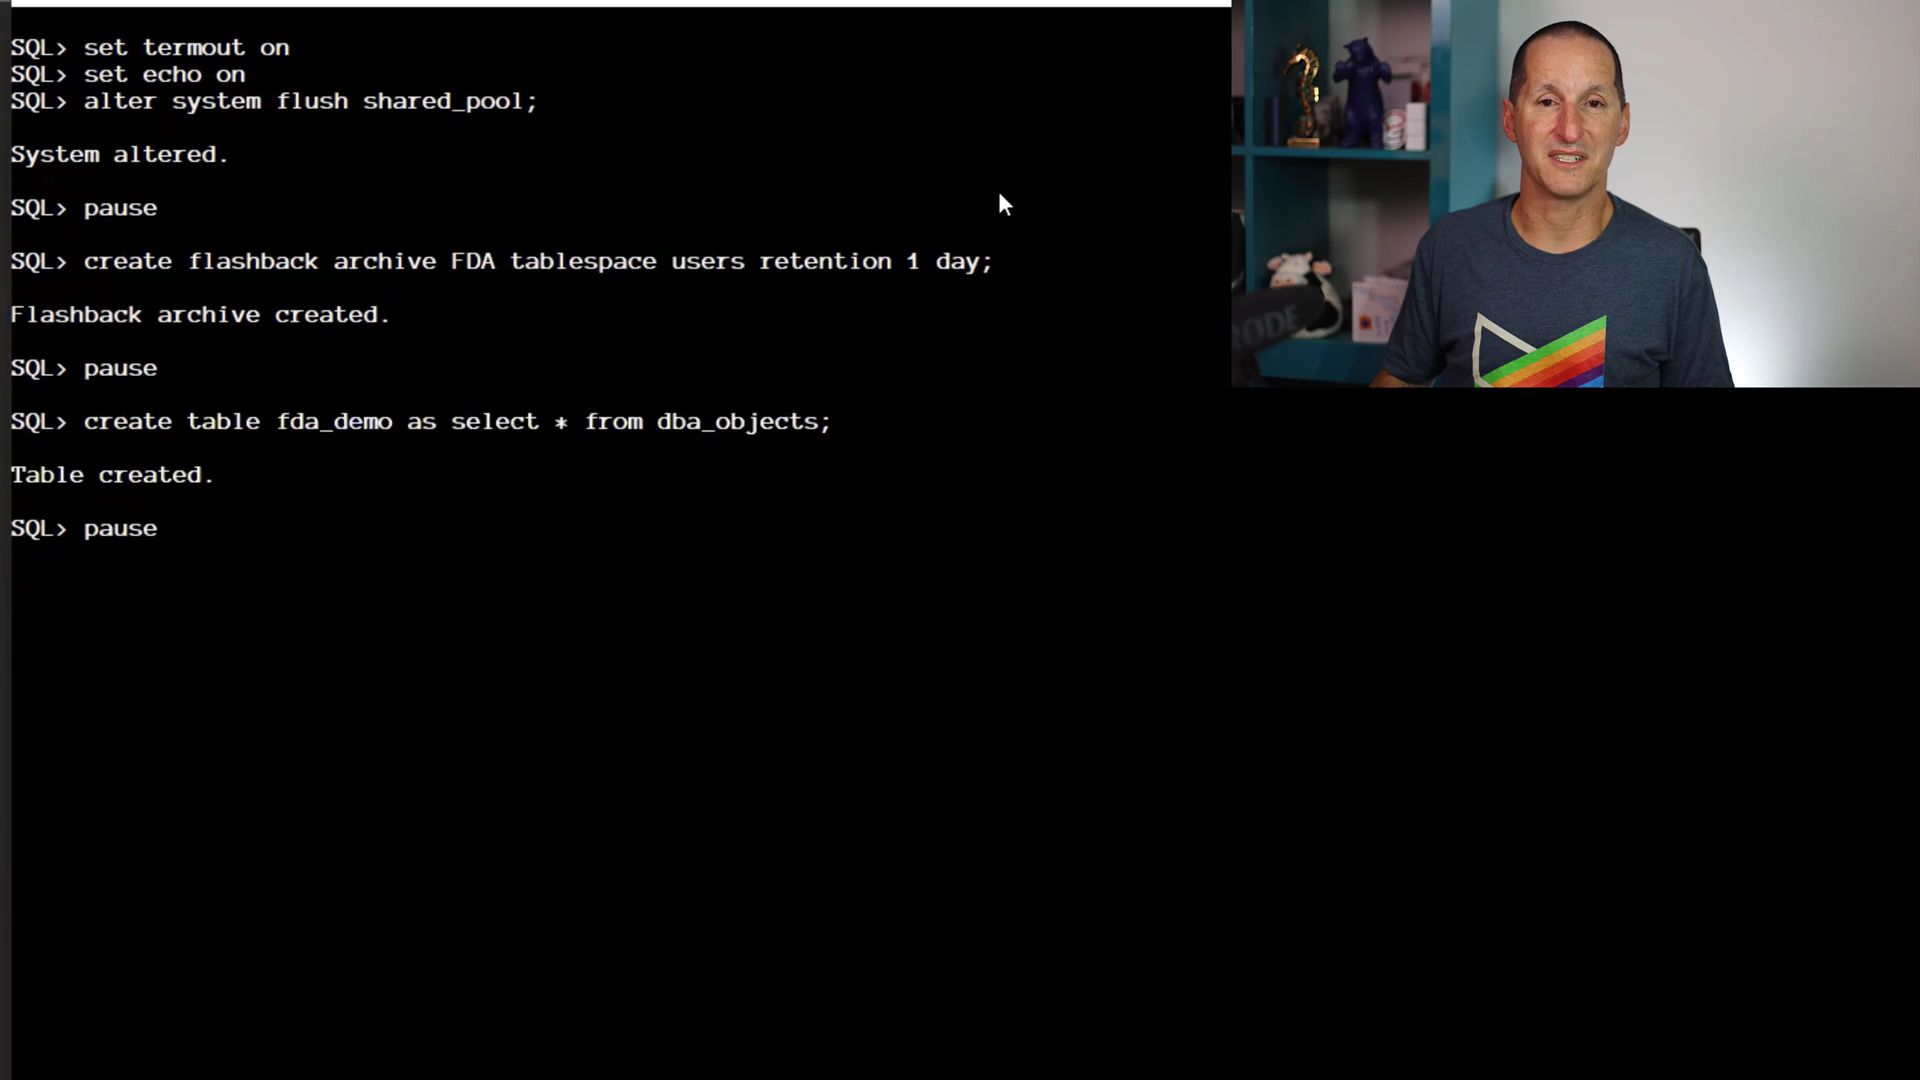 SQL> set termout on
SQL> set echo on
SQL> alter system flush shared_pool;
System altered.
SQL> pause
SQL> create flashback archive FDA tablespace users retention 1 day;
Flashback archive created.
SQL> pause
SQL> create table fda_demo as select * from dba_objects;
Table created.
SQL> pause
RODE